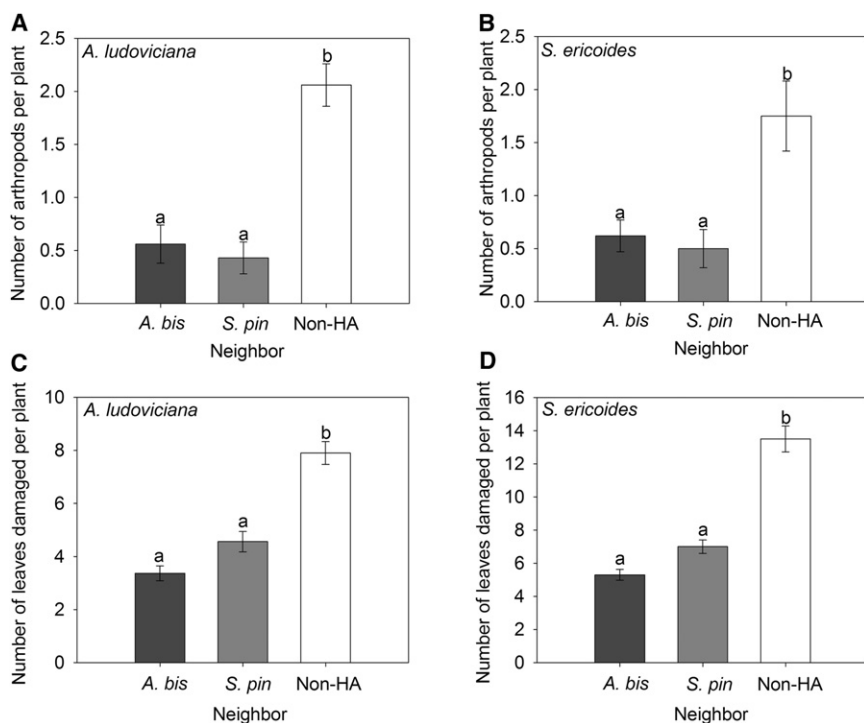 A
A. ludoviciana
Number of arthropods per plant
2.5
2.0
1.5
1.0
0.5
0.0
a
a
b
A. bis
S. pin
Non-HA
Neighbor
B
S. ericoides
Number of arthropods per plant
2.5
2.0
1.5
1.0
0.5
0.0
a
a
b
A. bis
S. pin
Non-HA
Neighbor
C
A. ludoviciana
Number of leaves damaged per plant
10
8
6
4
2
0
a
a
b
A. bis
S. pin
Non-HA
Neighbor
D
S. ericoides
Number of leaves damaged per plant
16
14
12
10
8
6
4
2
0
a
a
b
A. bis
S. pin
Non-HA
Neighbor